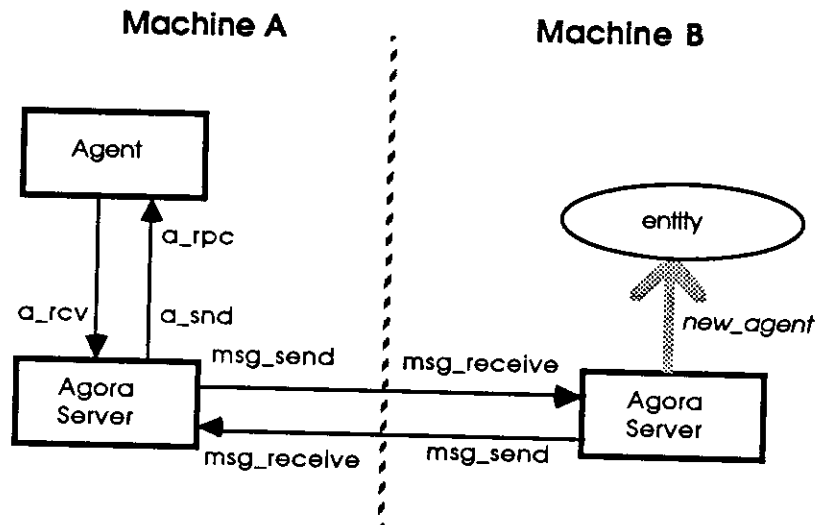 Machine A
Machine B
Agent
entity
a_rpc
a_rcv
a_snd
new_agent
msg_send
msg_receive
Agora
Server
Agora
Server
msg_receive
msg_send